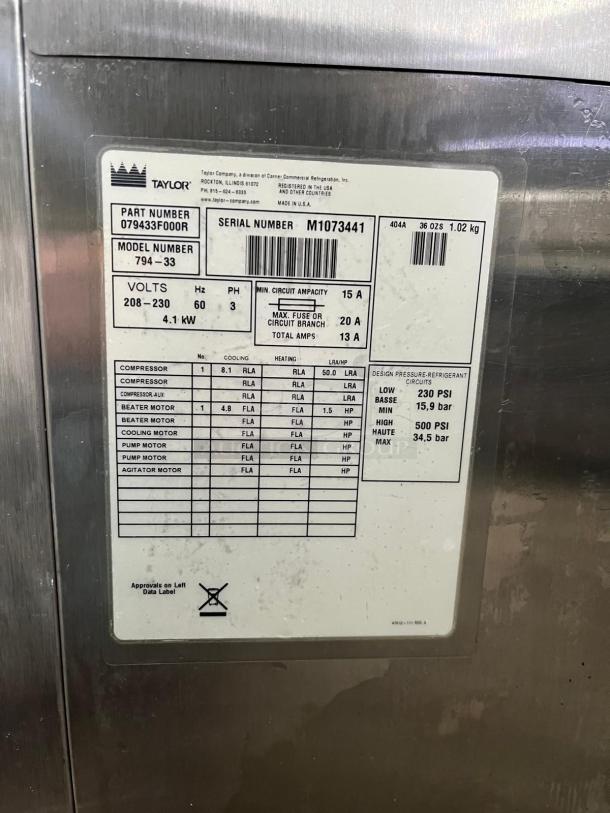 TAYLOR
Taylor Company, a division of Carrier Commercial Refrigeration, Inc.
ROCKTON, ILLINOIS 61072
PH. 815-624-8333
www.taylor-company.com
REGISTERED IN THE USA
AND OTHER COUNTRIES
MADE IN U.S.A.
PART NUMBER
079433F000R
SERIAL NUMBER M1073441
404A 36 OZS 1.02 kg
MODEL NUMBER
794-33
VOLTS Hz PH
208-230 60 3
4.1 kW
MIN. CIRCUIT AMPACITY 15 A
MAX. FUSE OR
CIRCUIT BRANCH 20 A
TOTAL AMPS 13 A
No. COOLING HEATING LRA/HP
COMPRESSOR 1 8.1 RLA RLA 50.0 LRA
COMPRESSOR RLA RLA LRA
COMPRESSOR-AUX RLA RLA LRA
BEATER MOTOR 1 4.8 FLA FLA 1.5 HP
BEATER MOTOR FLA FLA HP
COOLING MOTOR FLA FLA HP
PUMP MOTOR FLA FLA HP
PUMP MOTOR FLA FLA HP
AGITATOR MOTOR FLA FLA HP
DESIGN PRESSURE-REFRIGERANT
CIRCUITS
LOW 230 PSI
BASSE 15,9 bar
MIN
HIGH 500 PSI
HAUTE 34,5 bar
MAX
GROUP
Approvals on Left
Data Label